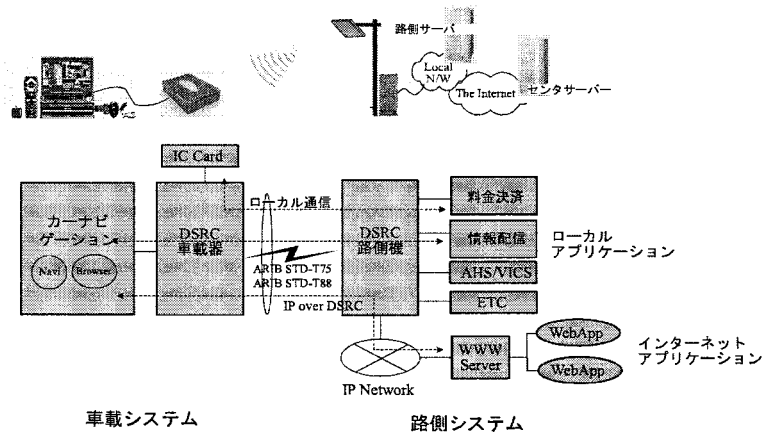 路側サーバ
Local
N/W
The Internet
センタサーバー
IC Card
ローカル通信
カーナビ
ゲーション
Navi
Browser
DSRC
車載器
ARIB STD-T75
ARIB STD-T88
IP over DSRC
DSRC
路側機
料金決済
情報配信
AHS/VICS
ETC
ローカル
アプリケーション
IP Network
WWW
Server
WebApp
WebApp
インターネット
アプリケーション
車載システム
路側システム